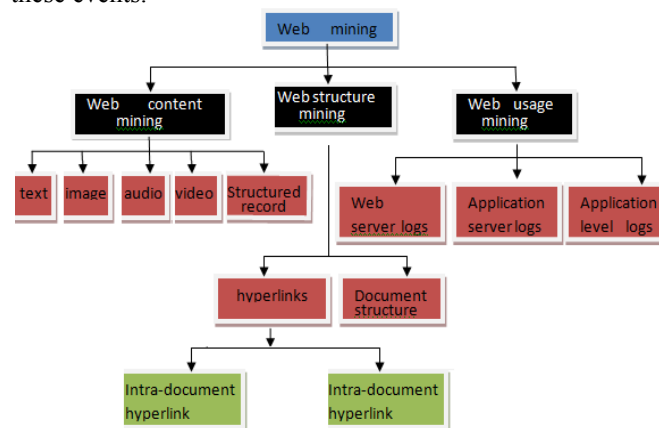 these events.
Web mining
Web content
mining
Web structure
mining
Web usage
mining
text
image
audio
video
Structured
record
Web
server logs
Application
server logs
Application
level logs
hyperlinks
Document
structure
Intra-document
hyperlink
Intra-document
hyperlink